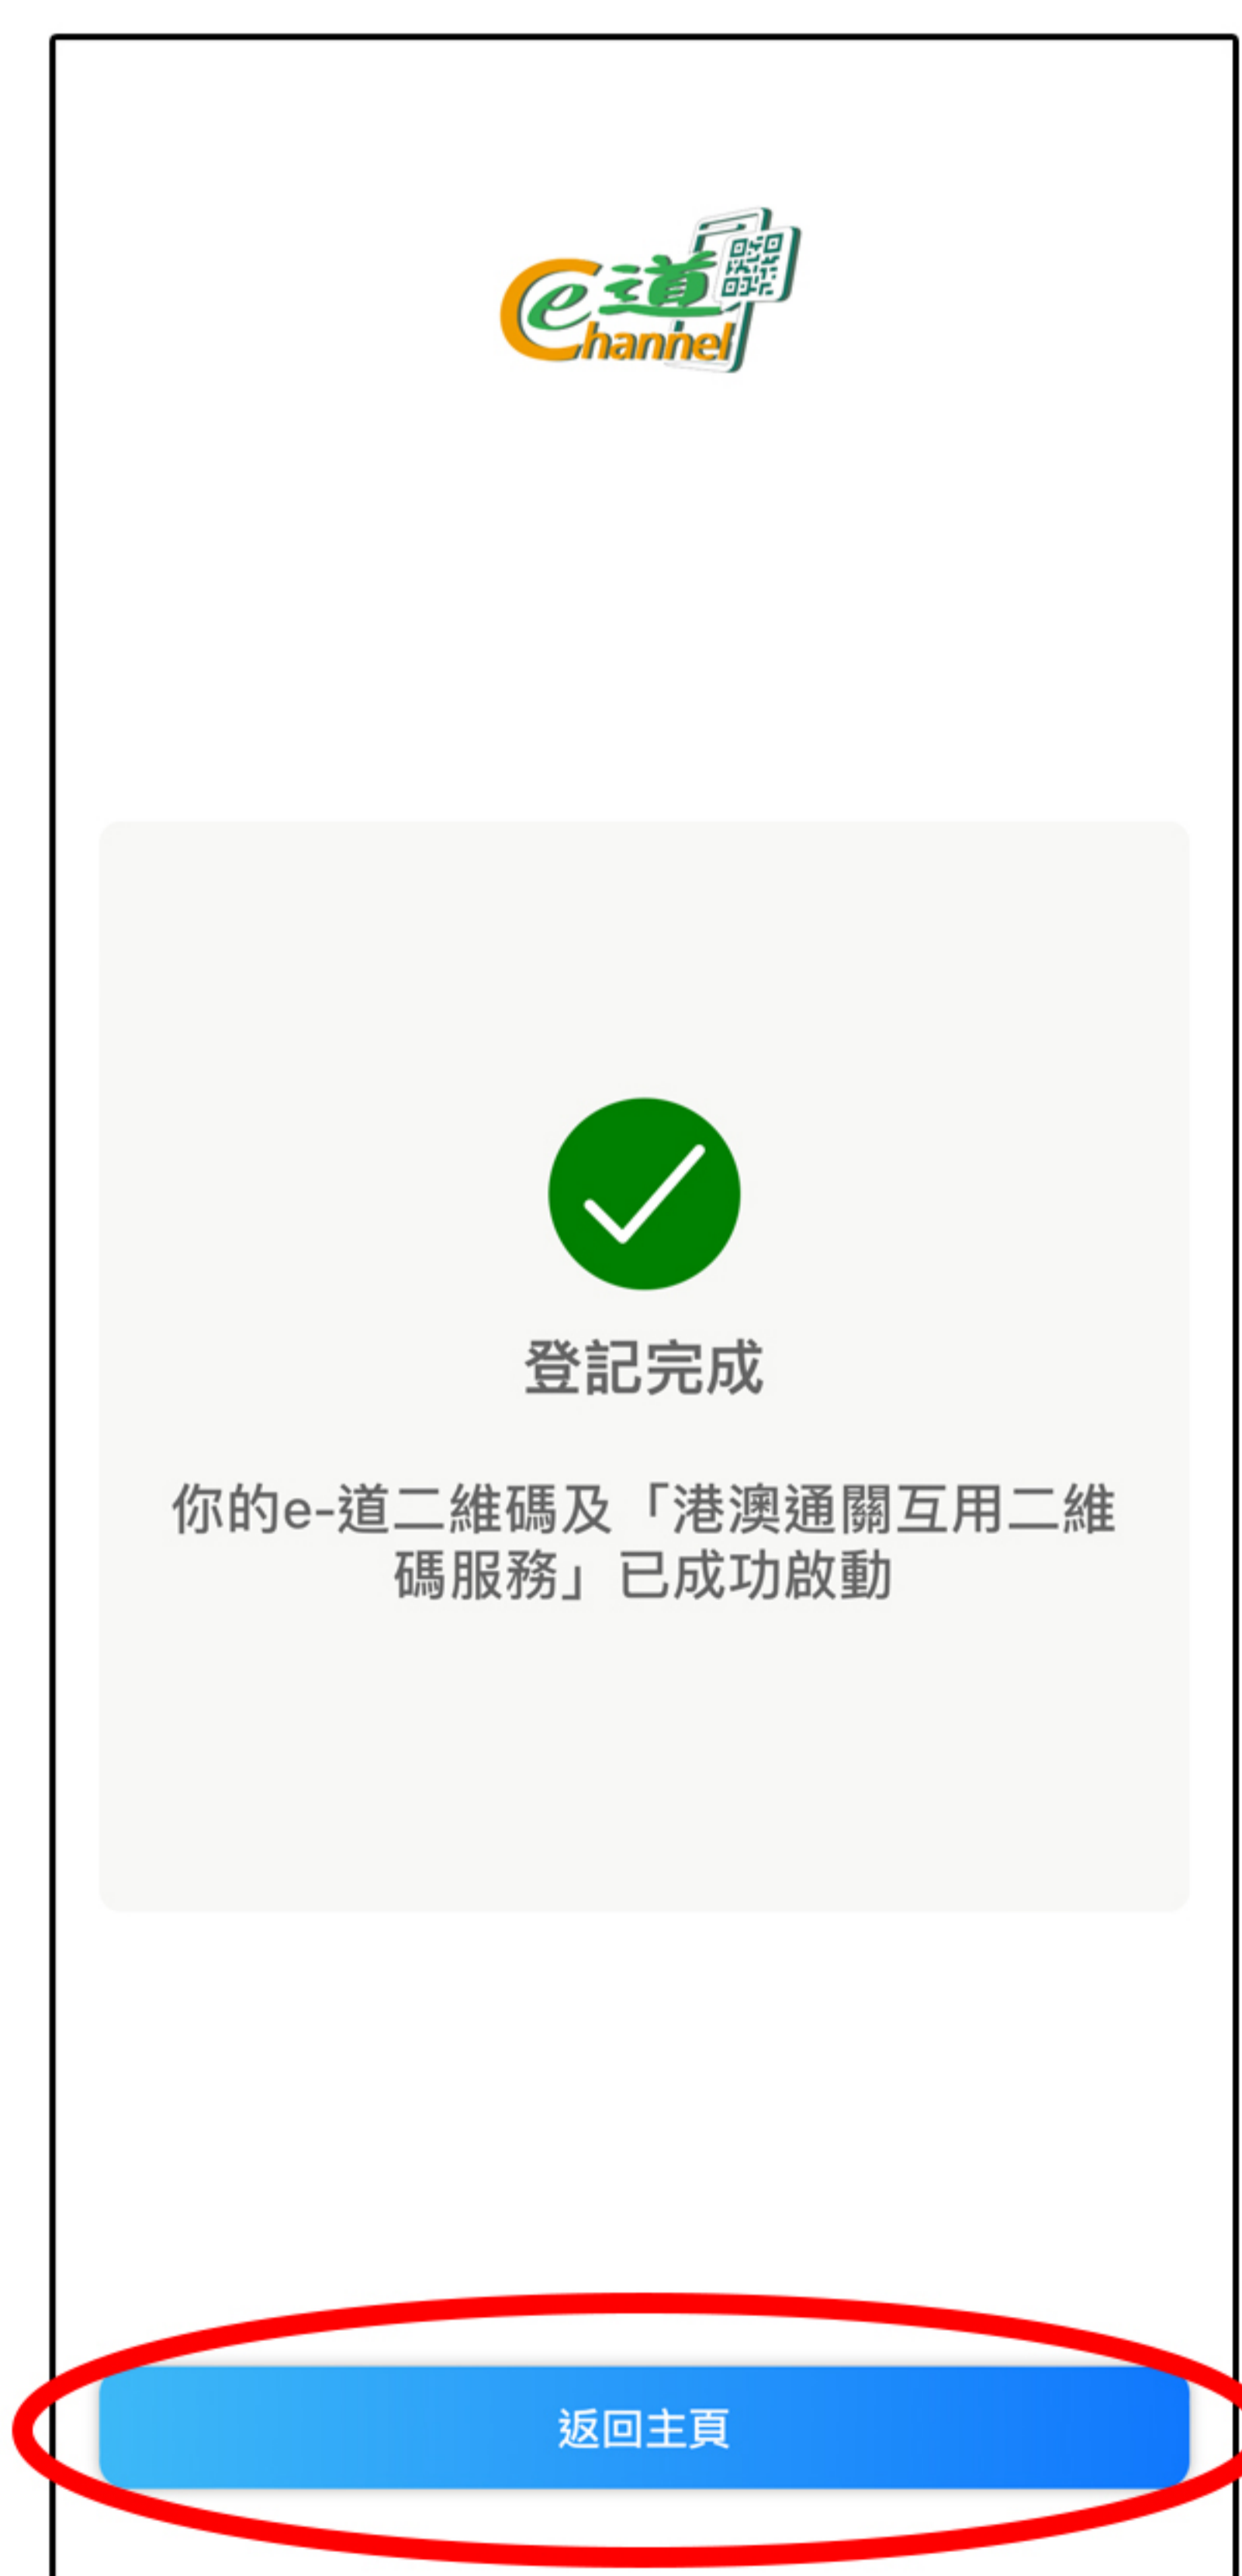 e道
Channel
登記完成
你的e-道二維碼及「港澳通關互用二維
碼服務」已成功啟動
返回主頁